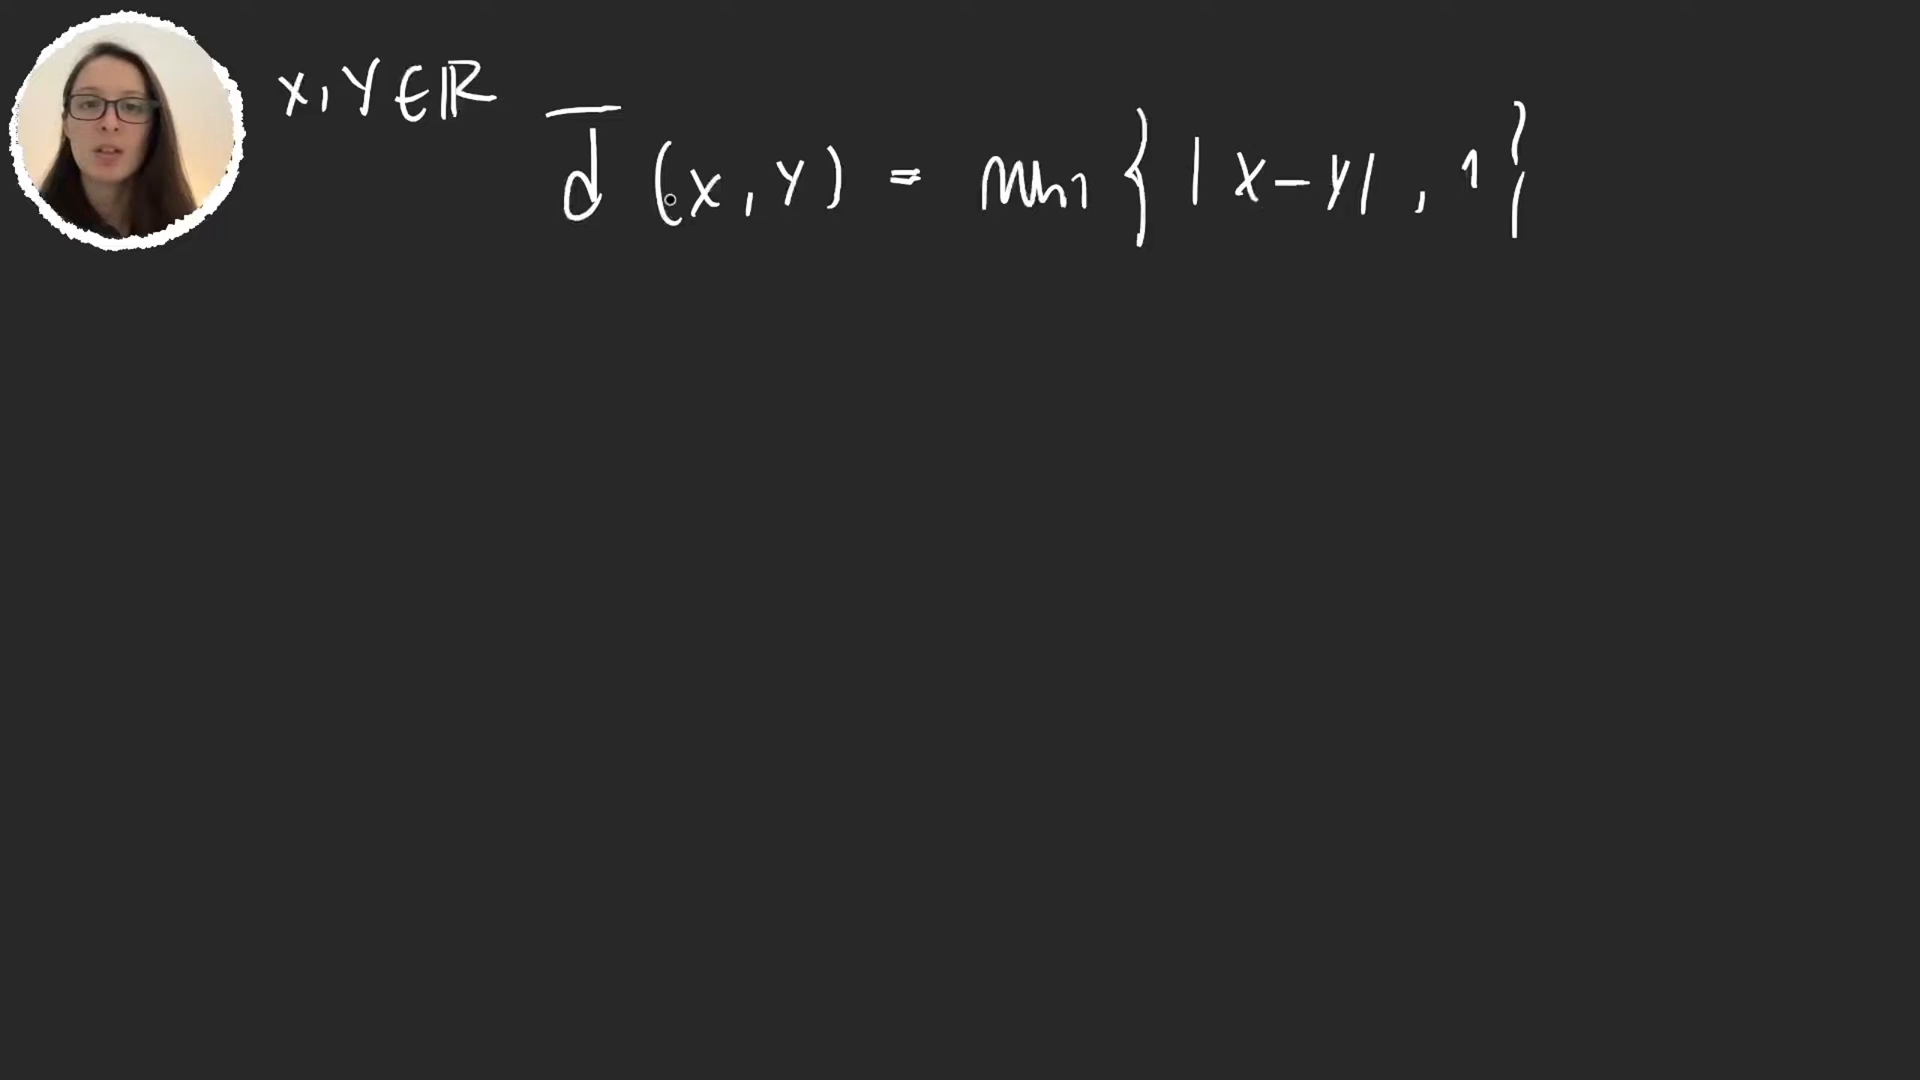 x, y ∈ ℝ
d̅ (x, y) = min { | x - y | , 1 }